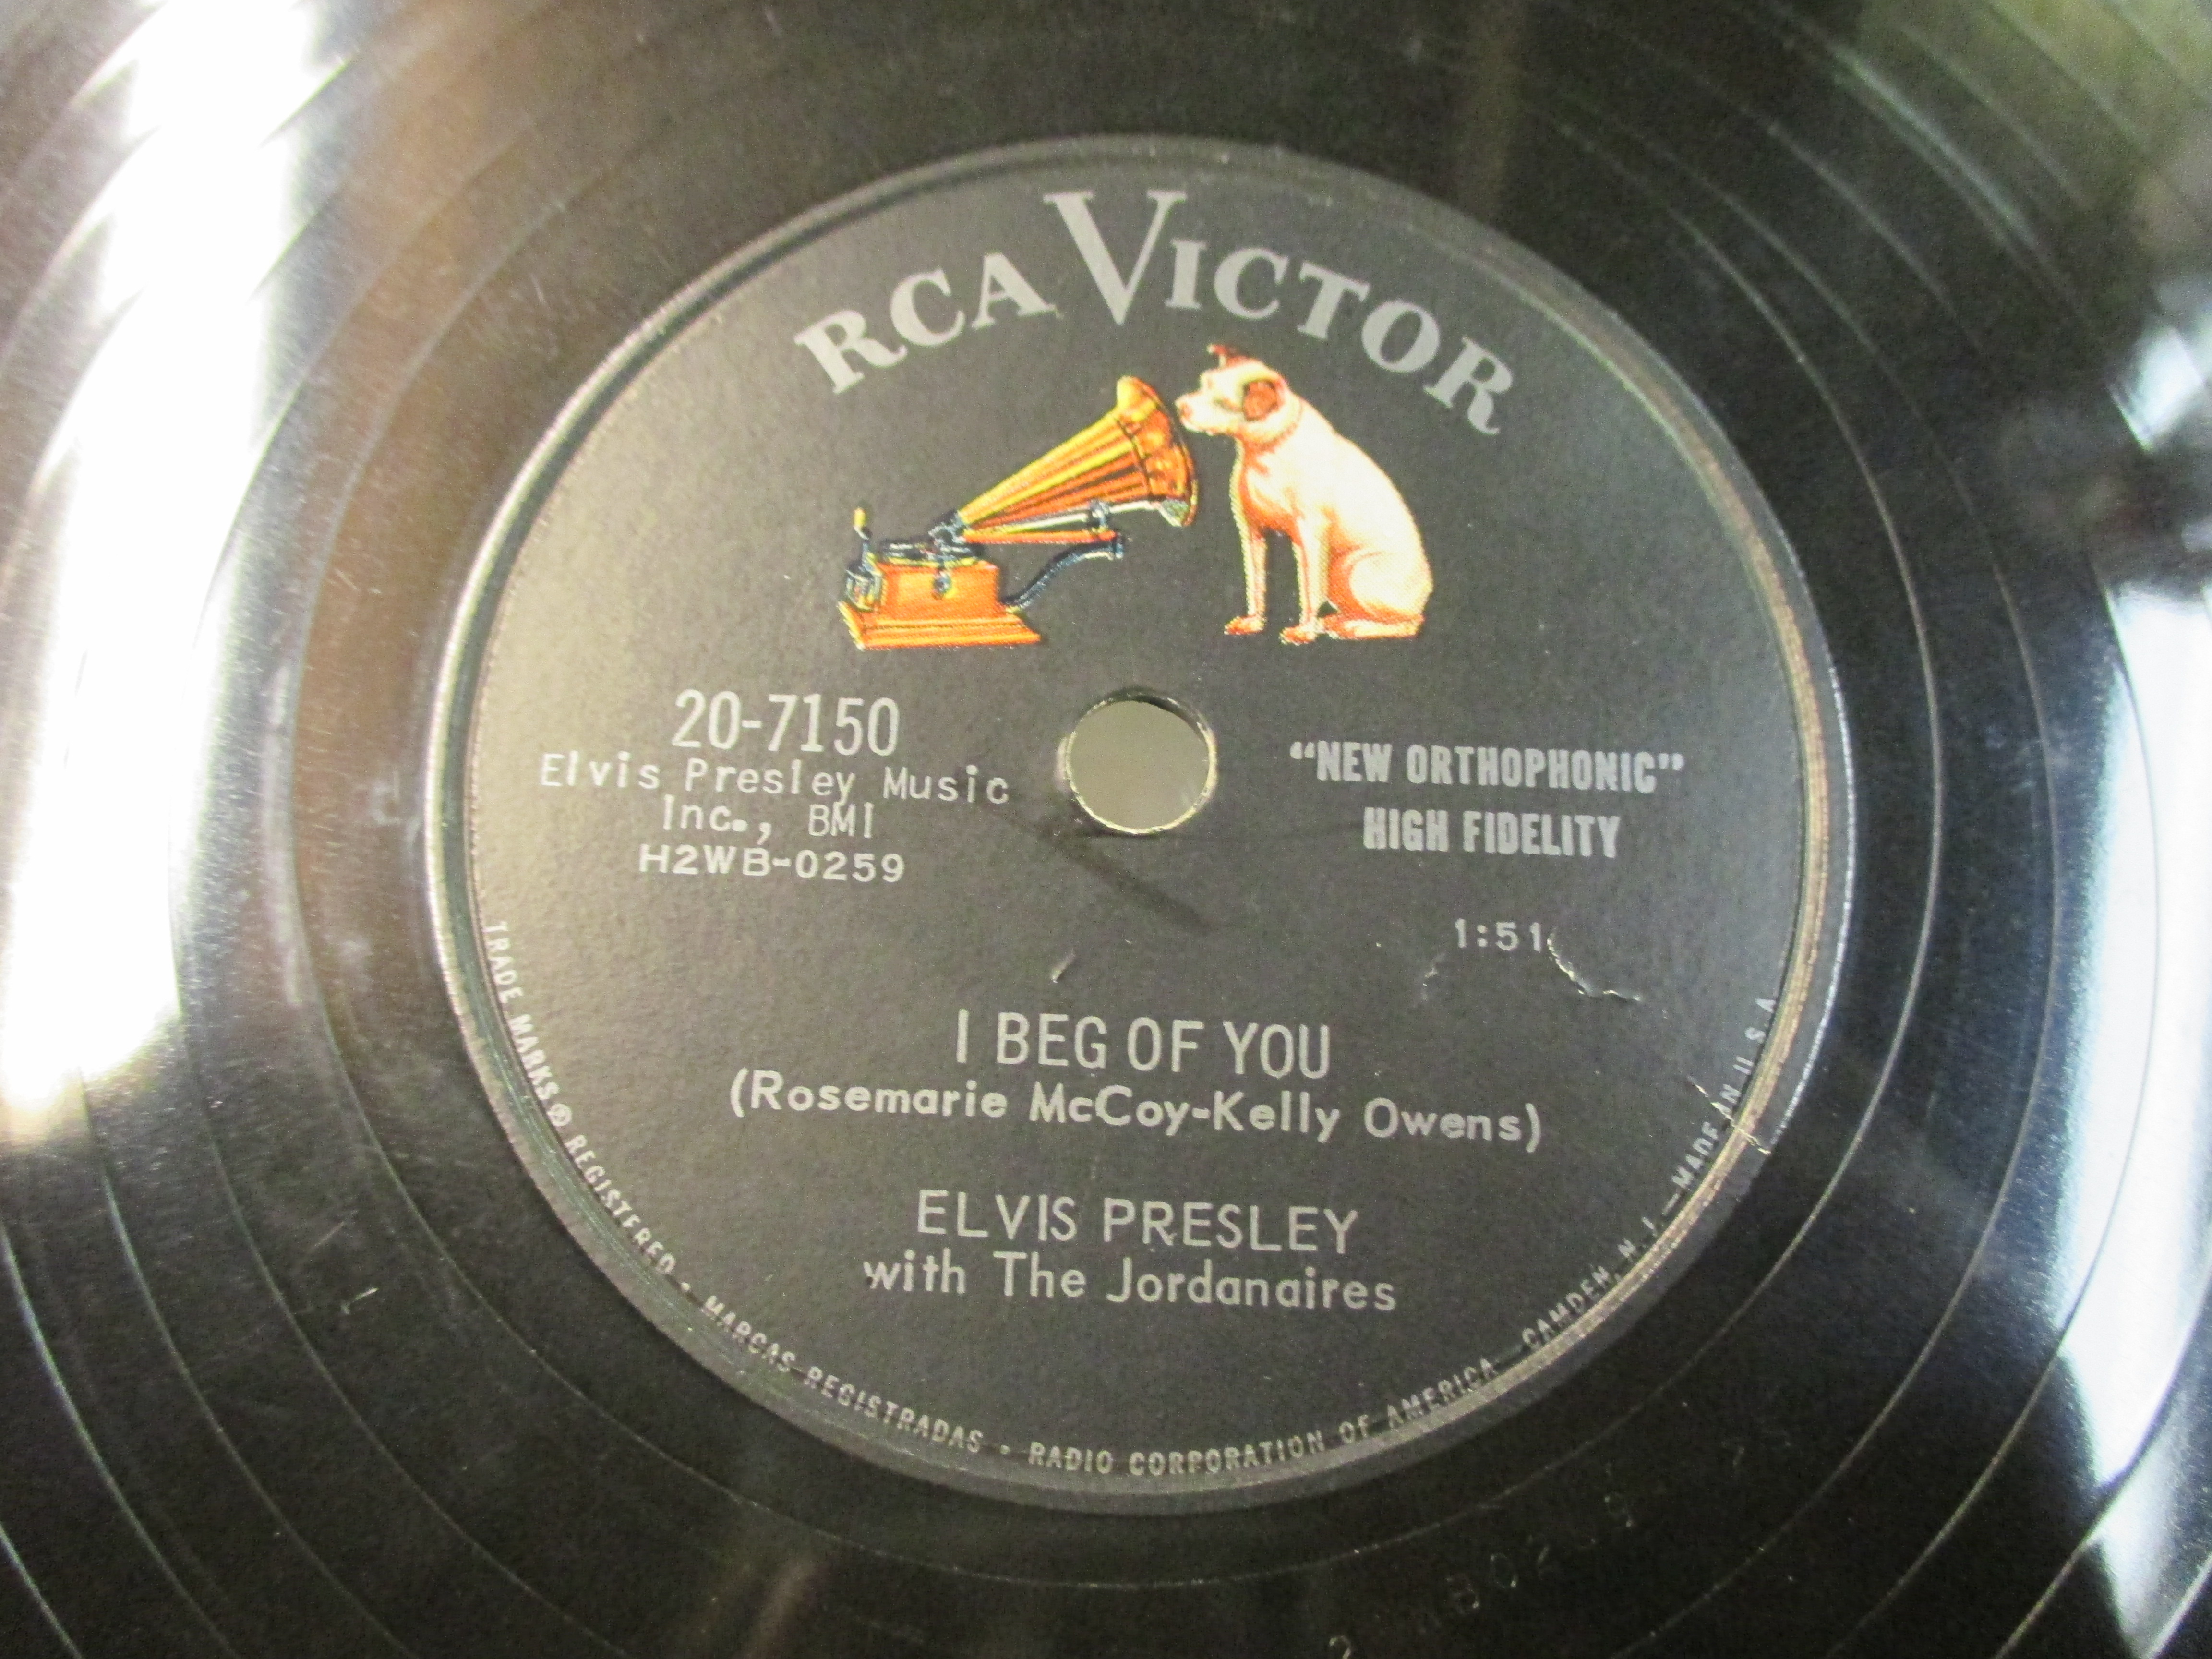 RCA VICTOR
20-7150
Elvis Presley Music
Inc., BMI
H2WB-0259
“NEW ORTHOPHONIC”
HIGH FIDELITY
1:51
I BEG OF YOU
(Rosemarie McCoy-Kelly Owens)
ELVIS PRESLEY
with The Jordanaires
TRADE MARKS ® REGISTERED • MARCAS REGISTRADAS • RADIO CORPORATION OF AMERICA CAMDEN, N. J.—MADE IN U. S. A